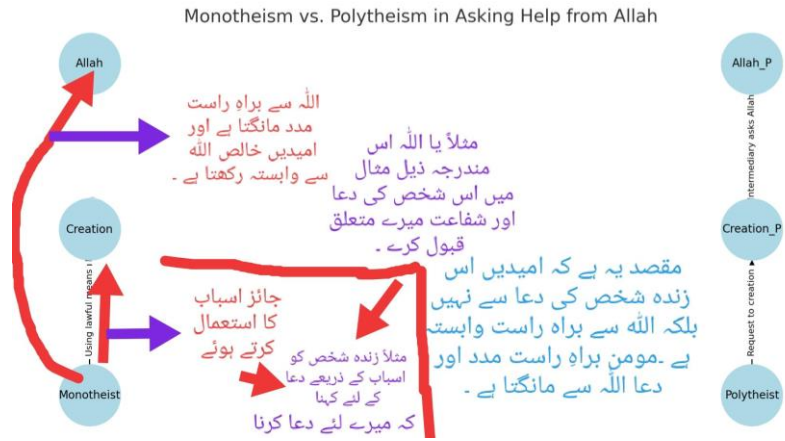 Monotheism vs. Polytheism in Asking Help from Allah
Allah
Allah_P
اللہ سے براہِ راست
مدد مانگتا ہے اور
امیدیں خالص اللہ
سے وابستہ رکھتا ہے ۔
مثلاً یا اللہ اس
مندرجہ ذیل مثال
میں اس شخص کی دعا
اور شفاعت میرے متعلق
قبول کرے ۔
ntermediary asks Allah
Creation
Creation_P
مقصد یہ ہے کہ امیدیں اس
زندہ شخص کی دعا سے نہیں
بلکہ اللہ سے براہ راست وابستہ
ہے ۔مومن براہِ راست مدد اور
دعا اللہ سے مانگتا ہے ۔
Using lawful means
جائز اسباب
کا استعمال
کرتے ہوئے
مثلاً زندہ شخص کو
اسباب کے ذریعے دعا
کے لئے کہنا
کہ میرے لئے دعا کرنا
Request to creation
Monotheist
Polytheist